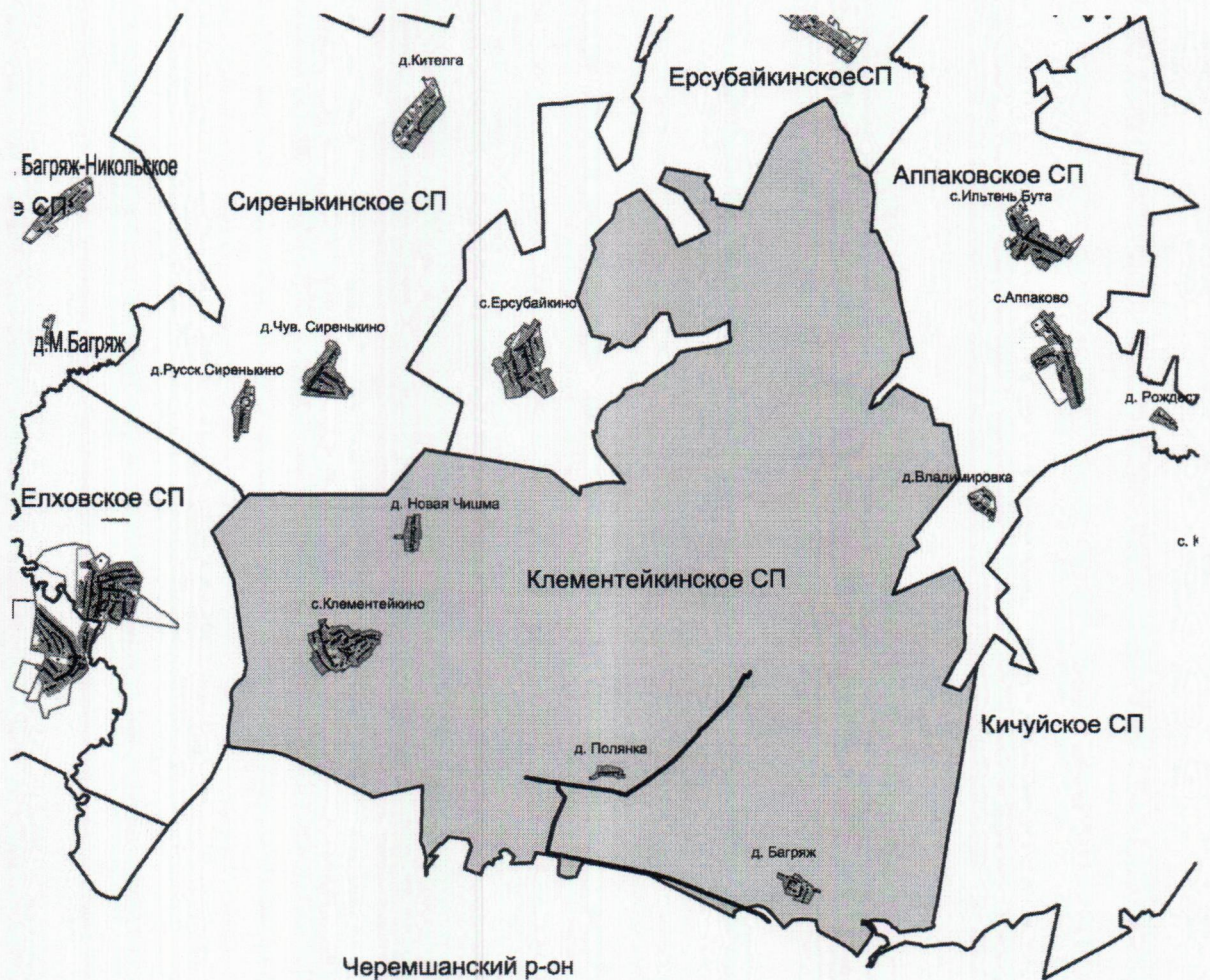 д.Кителга
ЕрсубайкинскоеСП
. Багряж-Никольское
е СП
Сиренькинское СП
Аппаковское СП
с.Ильтень Бута
с.Ерсубайкино
с.Аппаково
д.Чув. Сиренькино
д.М.Багряж
д.Русск.Сиренькино
д. Рождест
Елховское СП
д. Новая Чишма
д.Владимировка
с. К
Клементейкинское СП
с.Клементейкино
Кичуйское СП
д. Полянка
д. Багряж
Черемшанский р-он